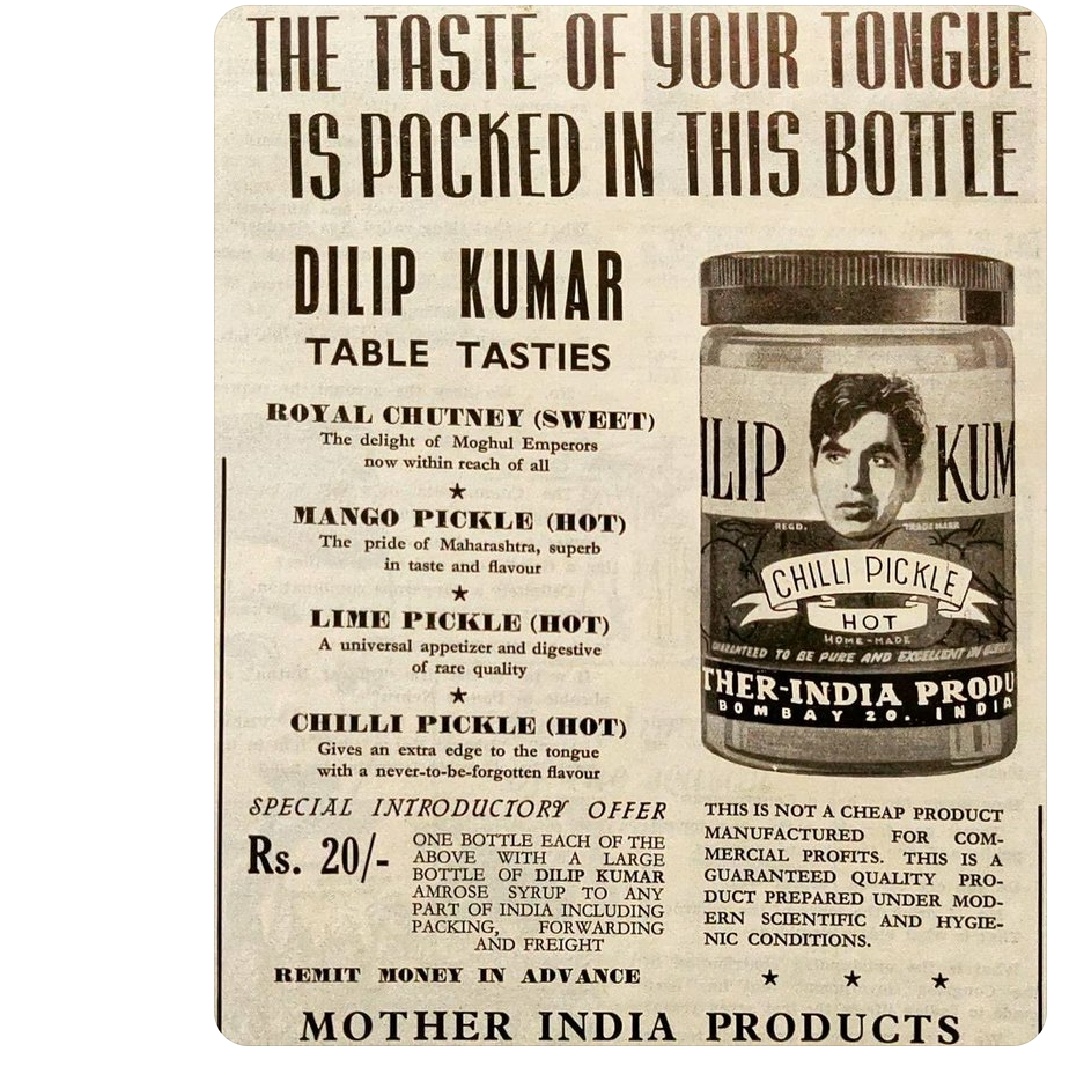 THE TASTE OF YOUR TONGUE
IS PACKED IN THIS BOTTLE
DILIP KUMAR
TABLE TASTIES
ROYAL CHUTNEY (SWEET)
The delight of Moghul Emperors
now within reach of all
★
MANGO PICKLE (HOT)
The pride of Maharashtra, superb
in taste and flavour
★
LIME PICKLE (HOT)
A universal appetizer and digestive
of rare quality
★
CHILLI PICKLE (HOT)
Gives an extra edge to the tongue
with a never-to-be-forgotten flavour
ILIP KUM
REGD. TRADE MARK
CHILLI PICKLE
HOT
HOME-MADE
GUARANTEED TO BE PURE AND EXCELLENT IN
THER-INDIA PRODU
BOMBAY 20. INDIA
SPECIAL INTRODUCTORY OFFER
Rs. 20/-
ONE BOTTLE EACH OF THE
ABOVE WITH A LARGE
BOTTLE OF DILIP KUMAR
AMROSE SYRUP TO ANY
PART OF INDIA INCLUDING
PACKING, FORWARDING
AND FREIGHT
REMIT MONEY IN ADVANCE
THIS IS NOT A CHEAP PRODUCT
MANUFACTURED FOR COM-
MERCIAL PROFITS. THIS IS A
GUARANTEED QUALITY PRO-
DUCT PREPARED UNDER MOD-
ERN SCIENTIFIC AND HYGIE-
NIC CONDITIONS.
★ ★ ★
MOTHER INDIA PRODUCTS